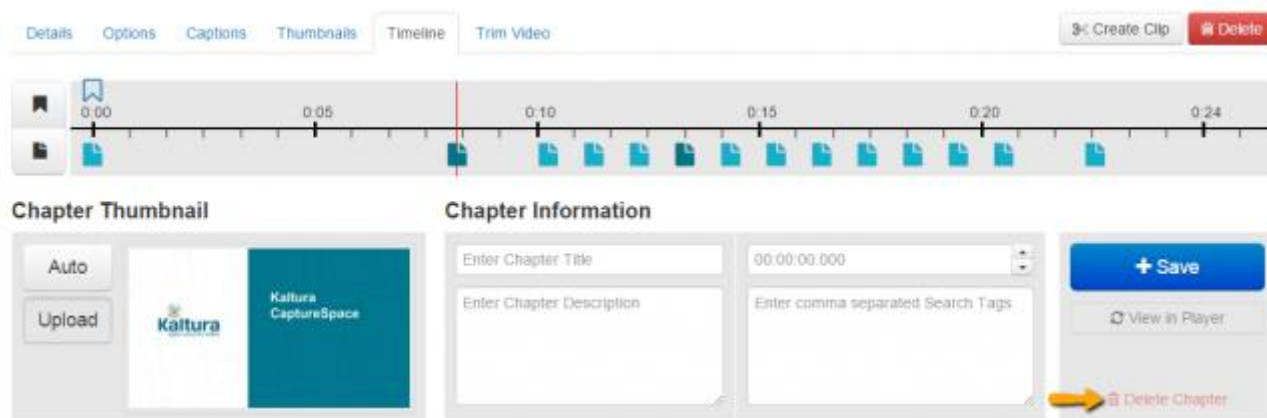 Details Options Captions Thumbnails Timeline Trim Video Create Clip Delete
0:00 0:05 0:10 0:15 0:20 0:24
Chapter Thumbnail Chapter Information
Auto
Upload
Kaltura
Kaltura
CaptureSpace
Enter Chapter Title 00:00:00.000
Enter Chapter Description Enter comma separated Search Tags
+ Save
View in Player
Delete Chapter